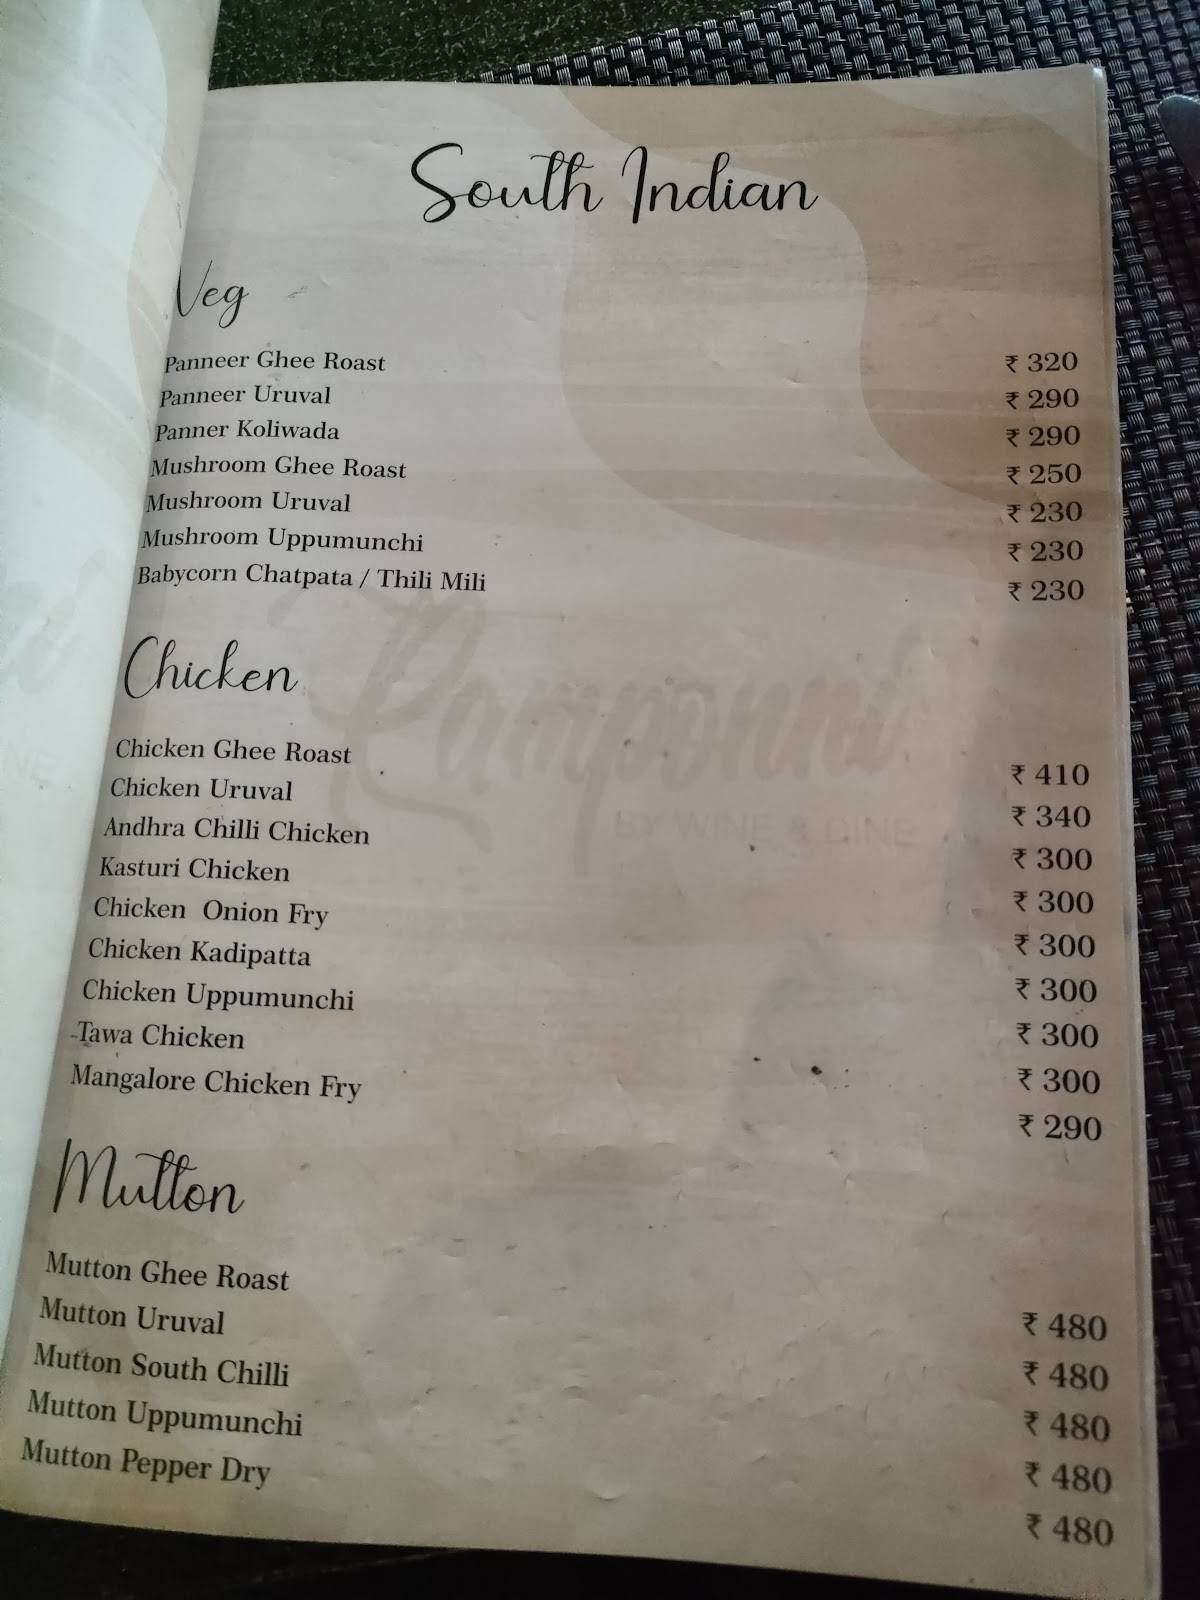 South Indian
Veg
Panneer Ghee Roast ₹ 320
Panneer Uruval ₹ 290
Panner Koliwada ₹ 290
Mushroom Ghee Roast ₹ 250
Mushroom Uruval ₹ 230
Mushroom Uppumunchi ₹ 230
Babycorn Chatpata / Thili Mili ₹ 230
Chicken
Chicken Ghee Roast ₹ 410
Chicken Uruval ₹ 340
Andhra Chilli Chicken ₹ 300
Kasturi Chicken ₹ 300
Chicken Onion Fry ₹ 300
Chicken Kadipatta ₹ 300
Chicken Uppumunchi ₹ 300
Tawa Chicken ₹ 300
Mangalore Chicken Fry ₹ 290
Mutton
Mutton Ghee Roast ₹ 480
Mutton Uruval ₹ 480
Mutton South Chilli ₹ 480
Mutton Uppumunchi ₹ 480
Mutton Pepper Dry ₹ 480
Ramponni
BY WINE & DINE